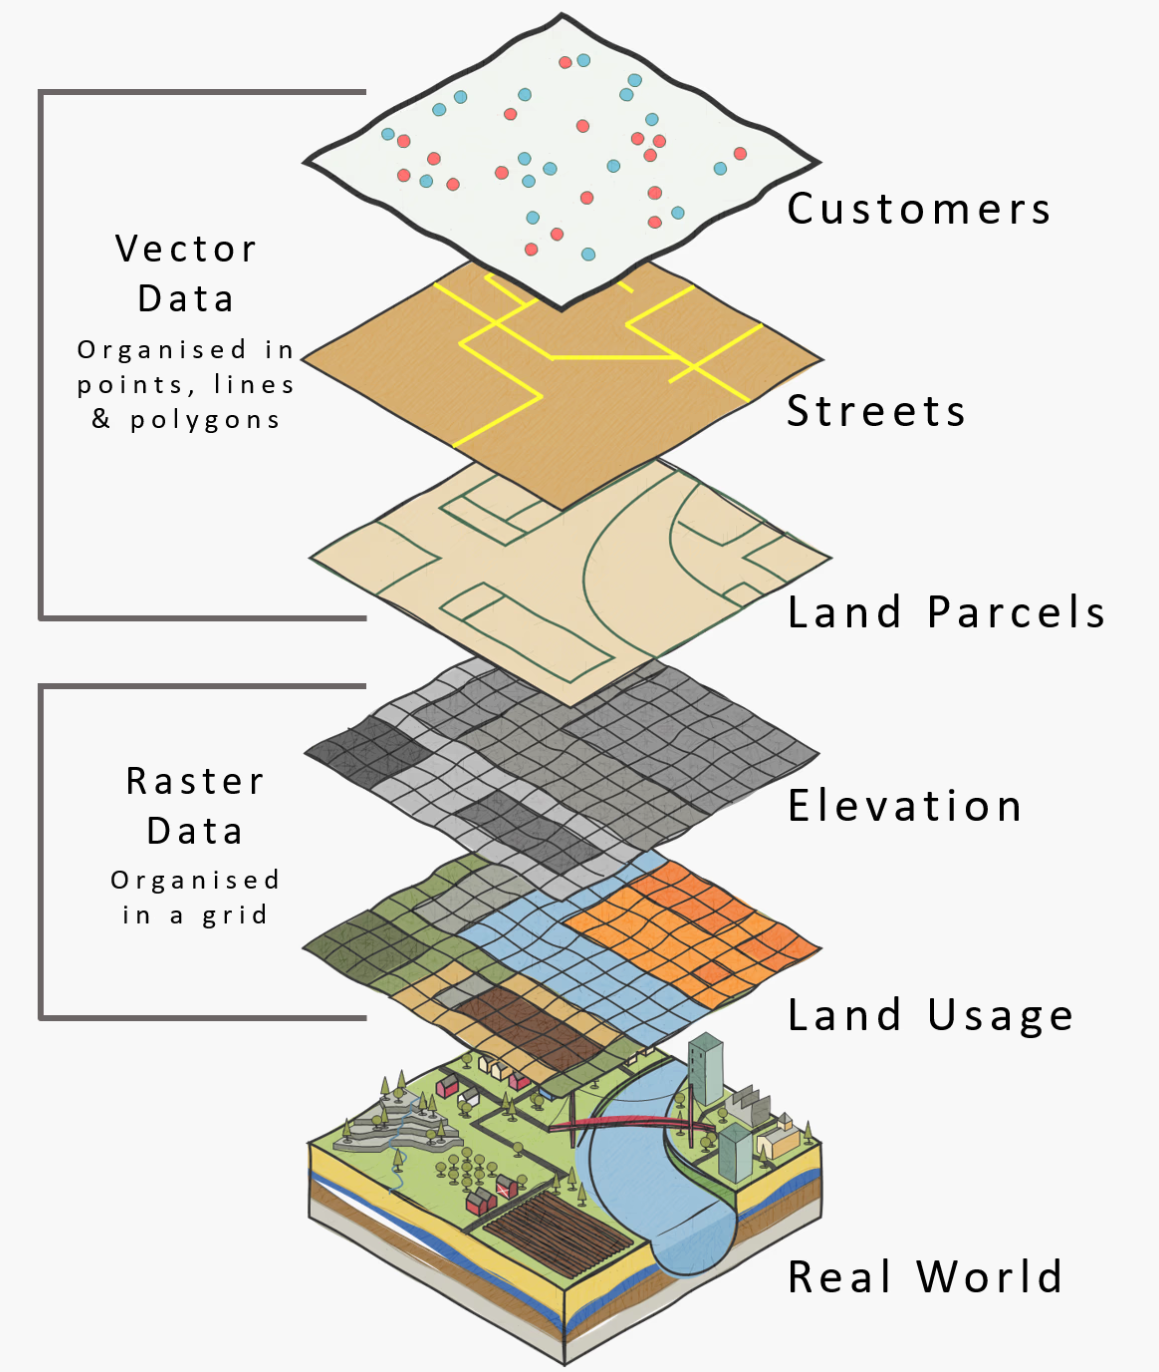 Customers
Vector
Data
Organised in
points, lines
& polygons
Streets
Land Parcels
Raster
Data
Organised
in a grid
Elevation
Land Usage
Real World